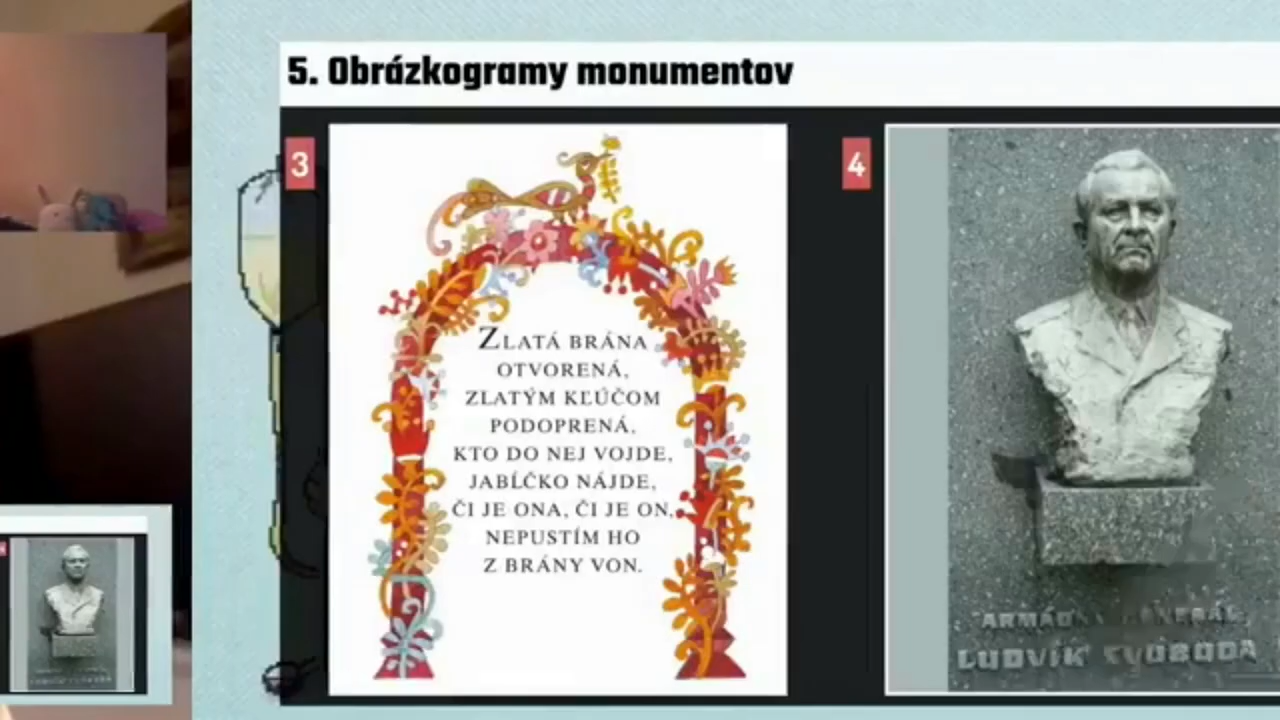 5. Obrázkogramy monumentov
3
ZLATÁ BRÁNA
OTVORENÁ,
ZLATÝM KĽÚČOM
PODOPRENÁ,
KTO DO NEJ VOJDE,
JABĹČKO NÁJDE,
ČI JE ONA, ČI JE ON,
NEPUSTÍM HO
Z BRÁNY VON.
4
ARMÁDNY GENERÁL
LUDVÍK SVOBODA